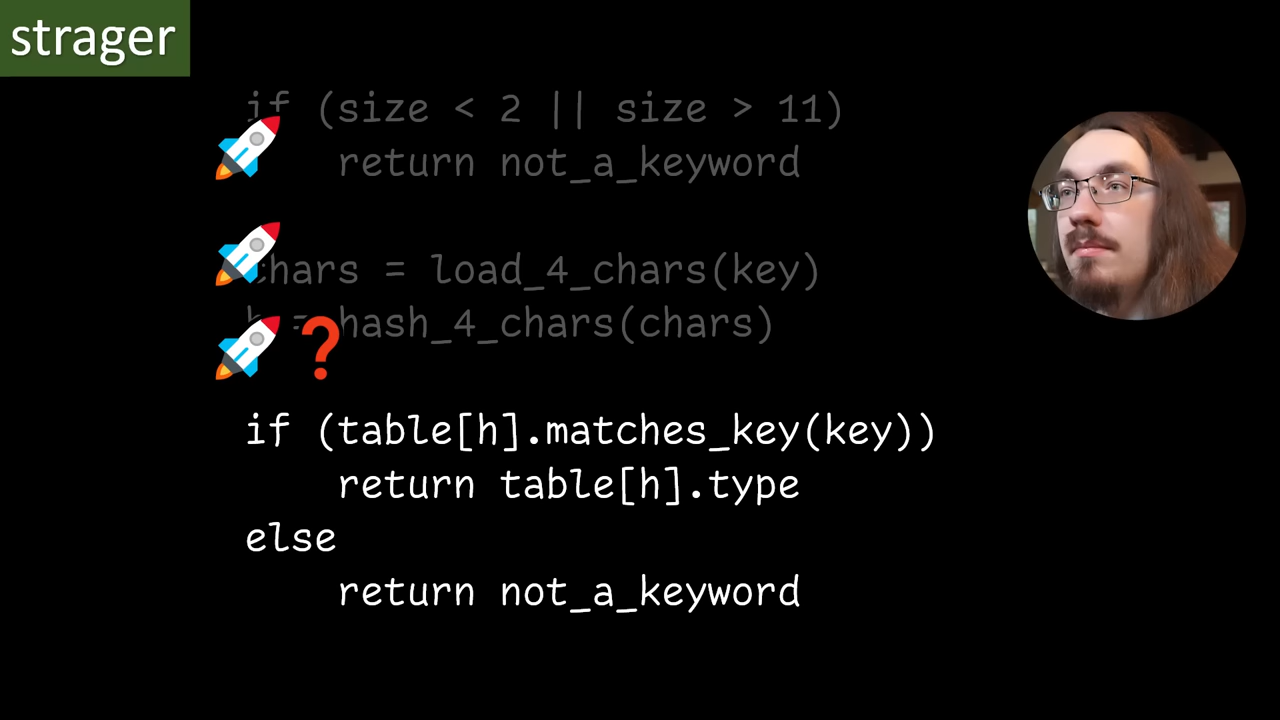 strager
if (size < 2 || size > 11)
return not_a_keyword
chars = load_4_chars(key)
h = hash_4_chars(chars)
if (table[h].matches_key(key))
return table[h].type
else
return not_a_keyword